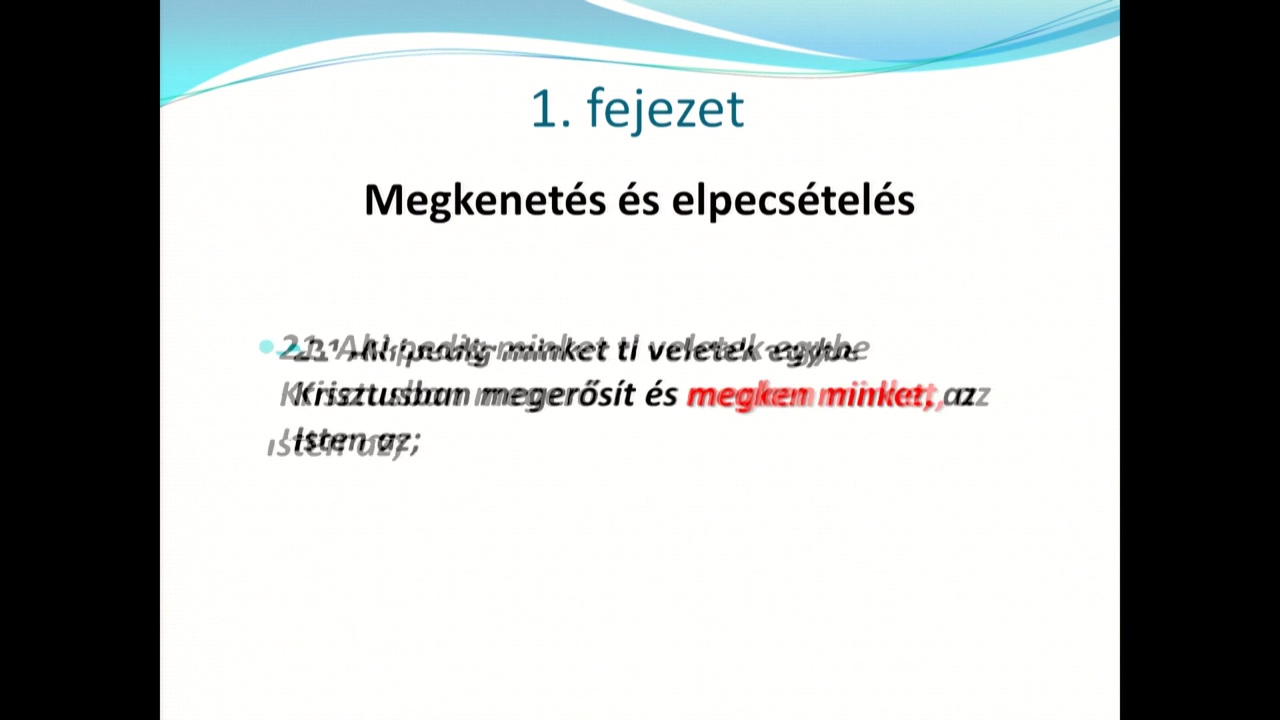 1. fejezet
Megkenetés és elpecsételés
21. Aki pedig minket ti veletek egybe
Krisztusban megerősít és megken minket, az
Isten az;